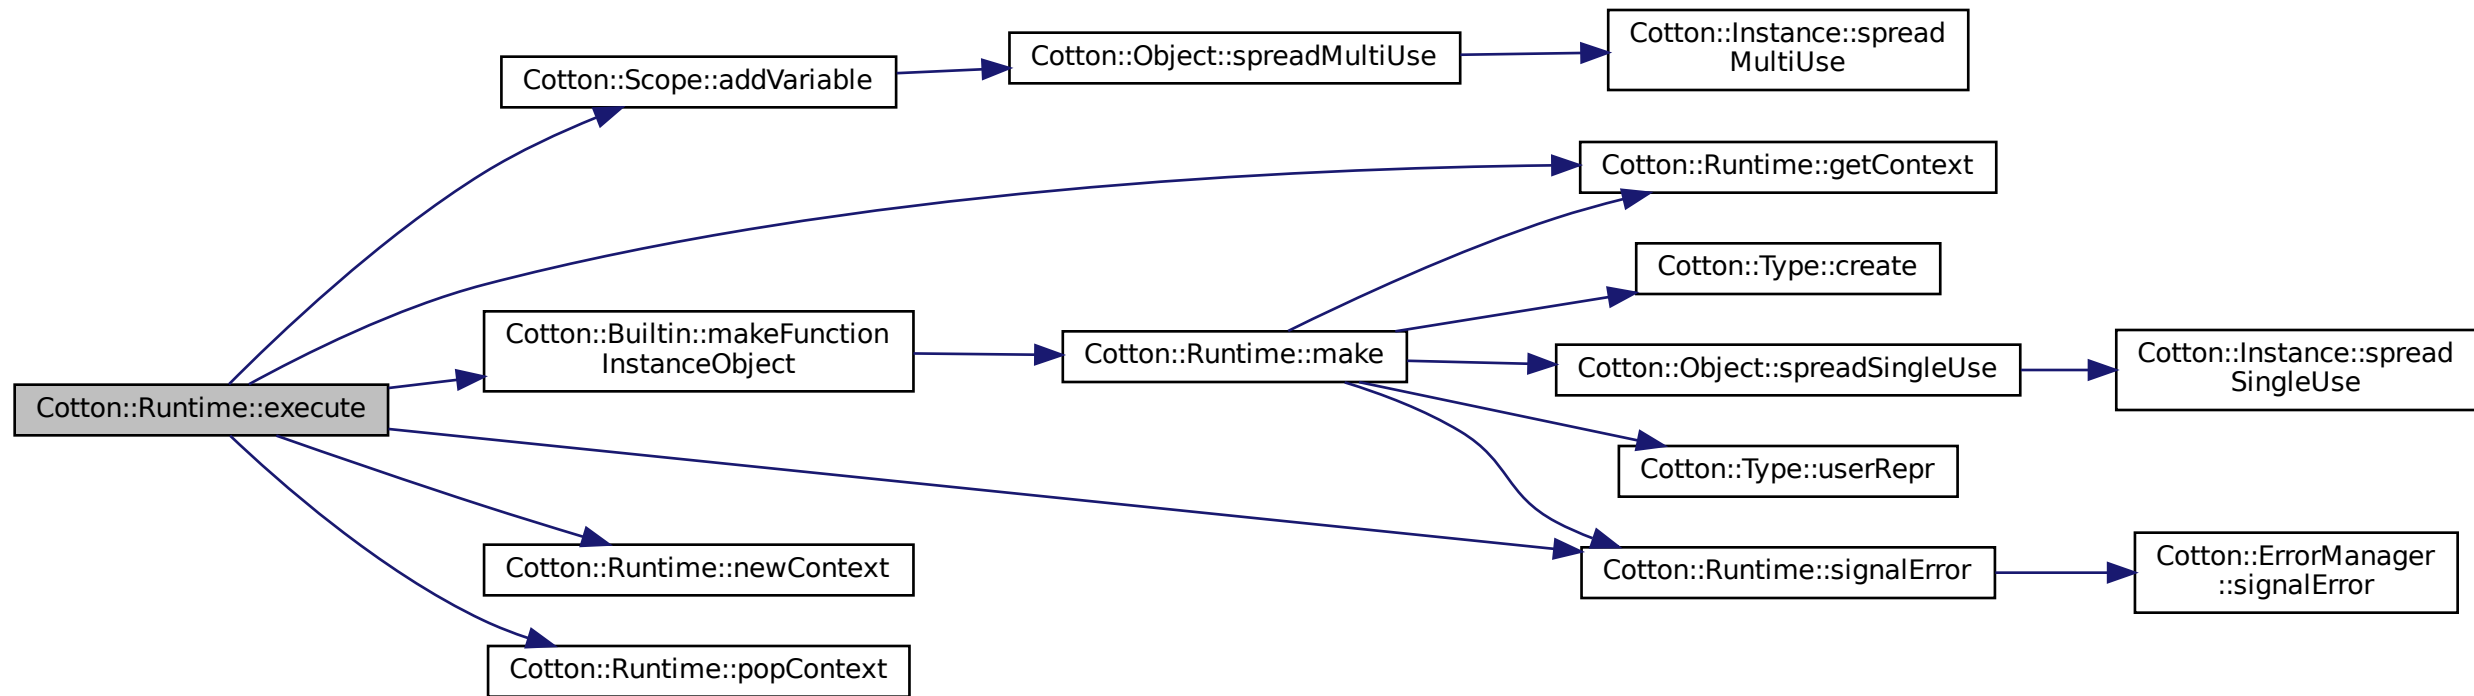 Cotton::Runtime::execute
Cotton::Scope::addVariable
Cotton::Object::spreadMultiUse
Cotton::Instance::spread
MultiUse
Cotton::Runtime::getContext
Cotton::Builtin::makeFunction
InstanceObject
Cotton::Runtime::make
Cotton::Type::create
Cotton::Object::spreadSingleUse
Cotton::Instance::spread
SingleUse
Cotton::Type::userRepr
Cotton::Runtime::signalError
Cotton::ErrorManager
::signalError
Cotton::Runtime::newContext
Cotton::Runtime::popContext